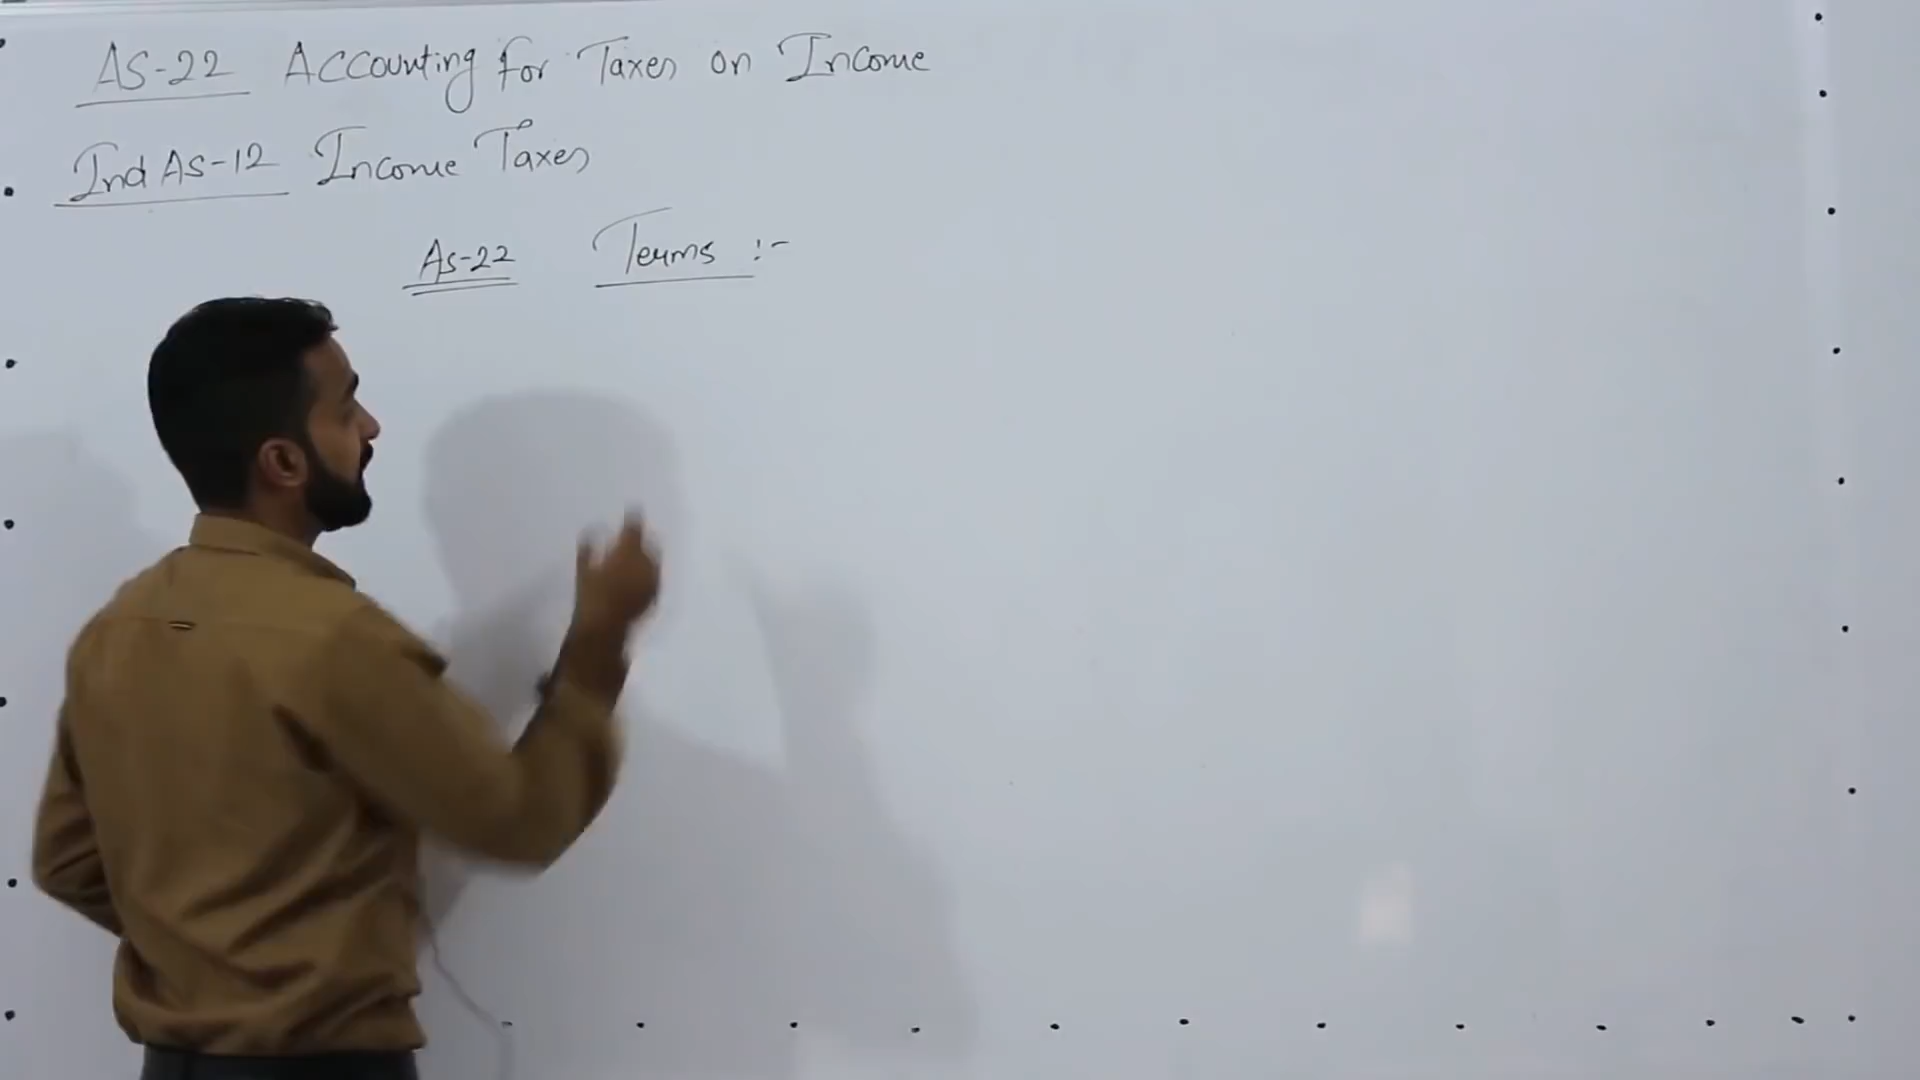 AS-22 Accounting for Taxes on Income
Ind AS-12 Income Taxes
AS-22 Terms :-